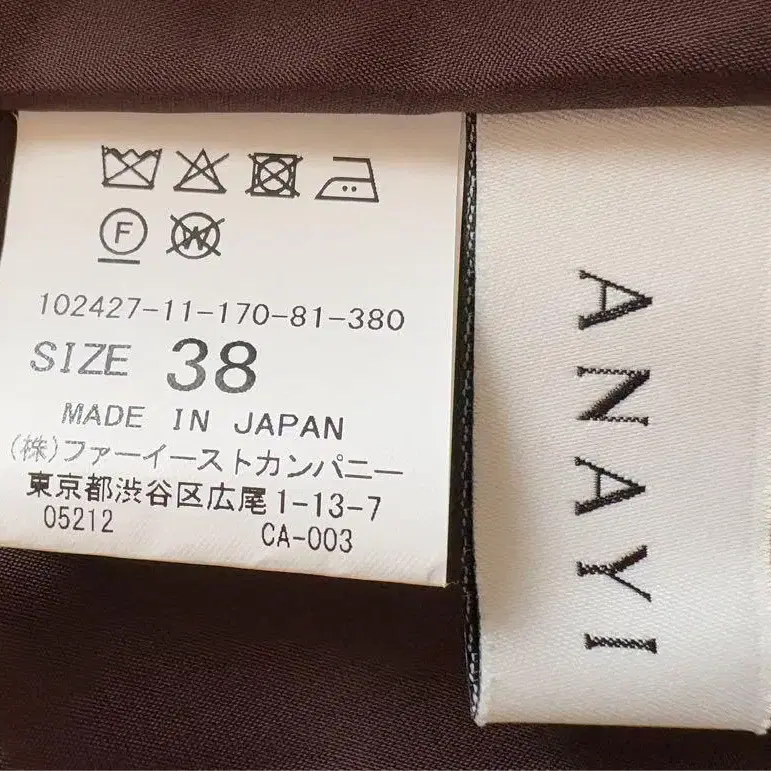 F
W
102427-11-170-81-380
SIZE 38
MADE IN JAPAN
(株)ファーイーストカンパニー
東京都渋谷区広尾1-13-7
05212 CA-003
ANAYI